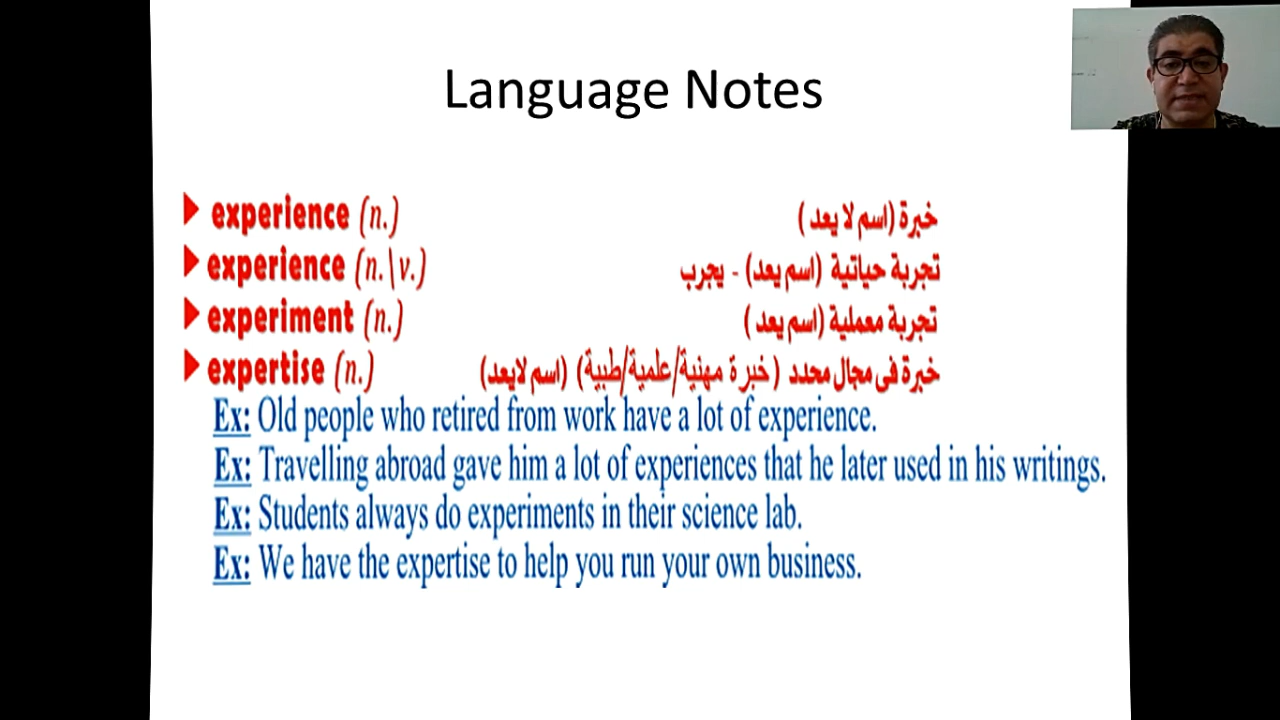 Language Notes
experience (n.) خبرة (اسم لا يعد )
experience (n.\v.) تجربة حياتية (اسم يعد) - يجرب
experiment (n.) تجربة معملية (اسم يعد )
expertise (n.) خبرة فى مجال محدد (خبرة مهنية/علمية/طبية) (اسم لايعد)
Ex: Old people who retired from work have a lot of experience.
Ex: Travelling abroad gave him a lot of experiences that he later used in his writings.
Ex: Students always do experiments in their science lab.
Ex: We have the expertise to help you run your own business.